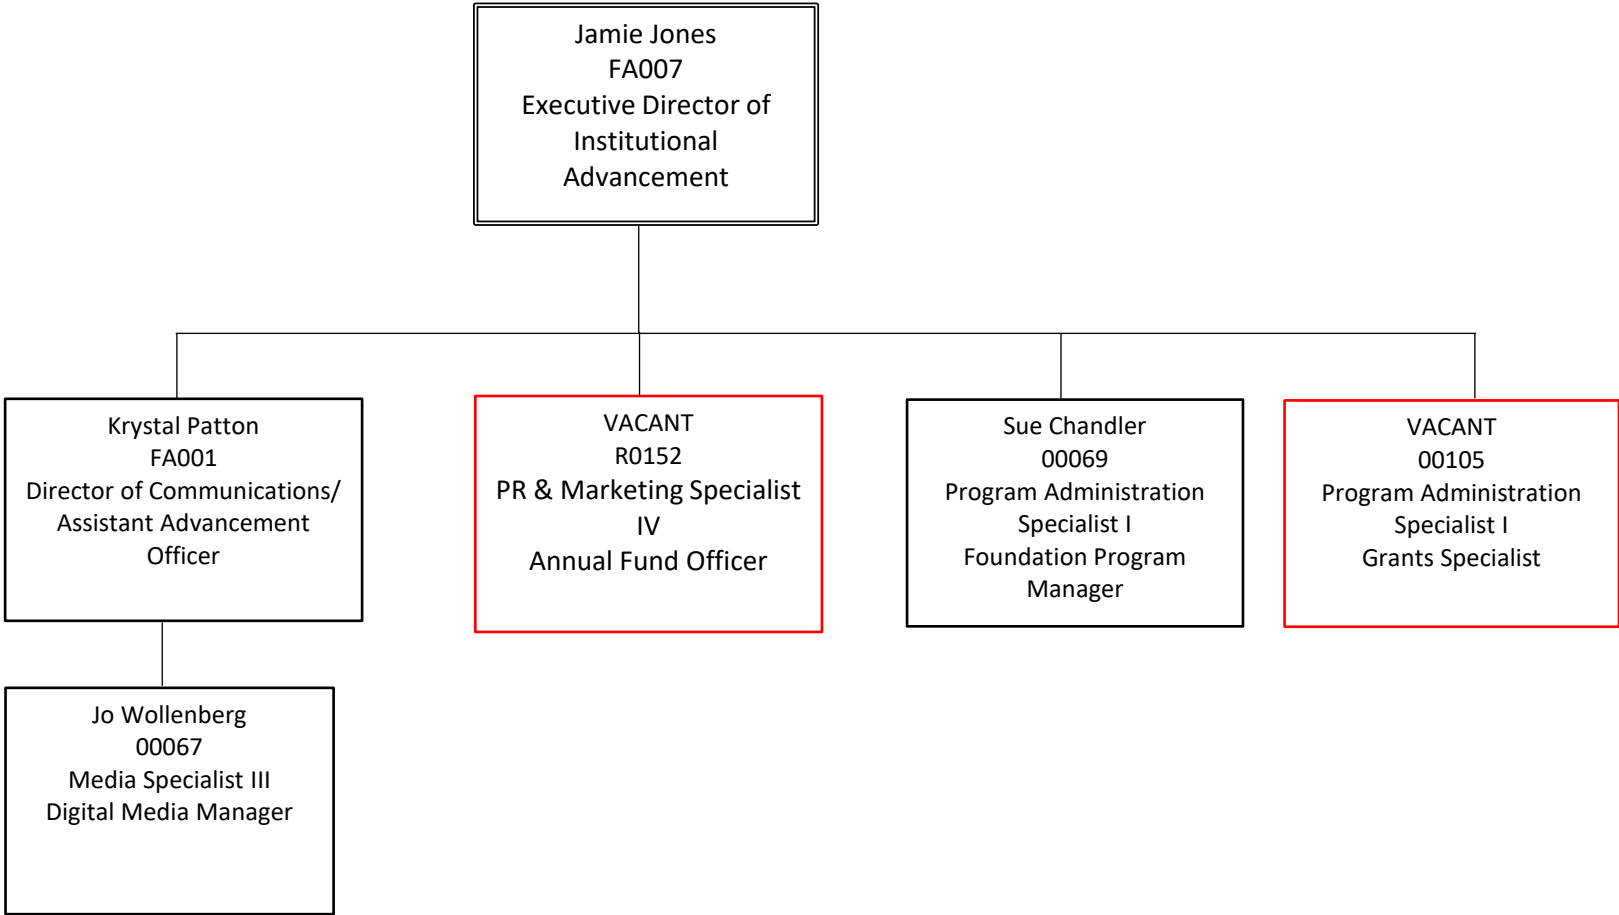 Jamie Jones
FA007
Executive Director of
Institutional
Advancement
Krystal Patton
FA001
Director of Communications/
Assistant Advancement
Officer
VACANT
R0152
PR & Marketing Specialist
IV
Annual Fund Officer
Sue Chandler
00069
Program Administration
Specialist I
Foundation Program
Manager
VACANT
00105
Program Administration
Specialist I
Grants Specialist
Jo Wollenberg
00067
Media Specialist III
Digital Media Manager